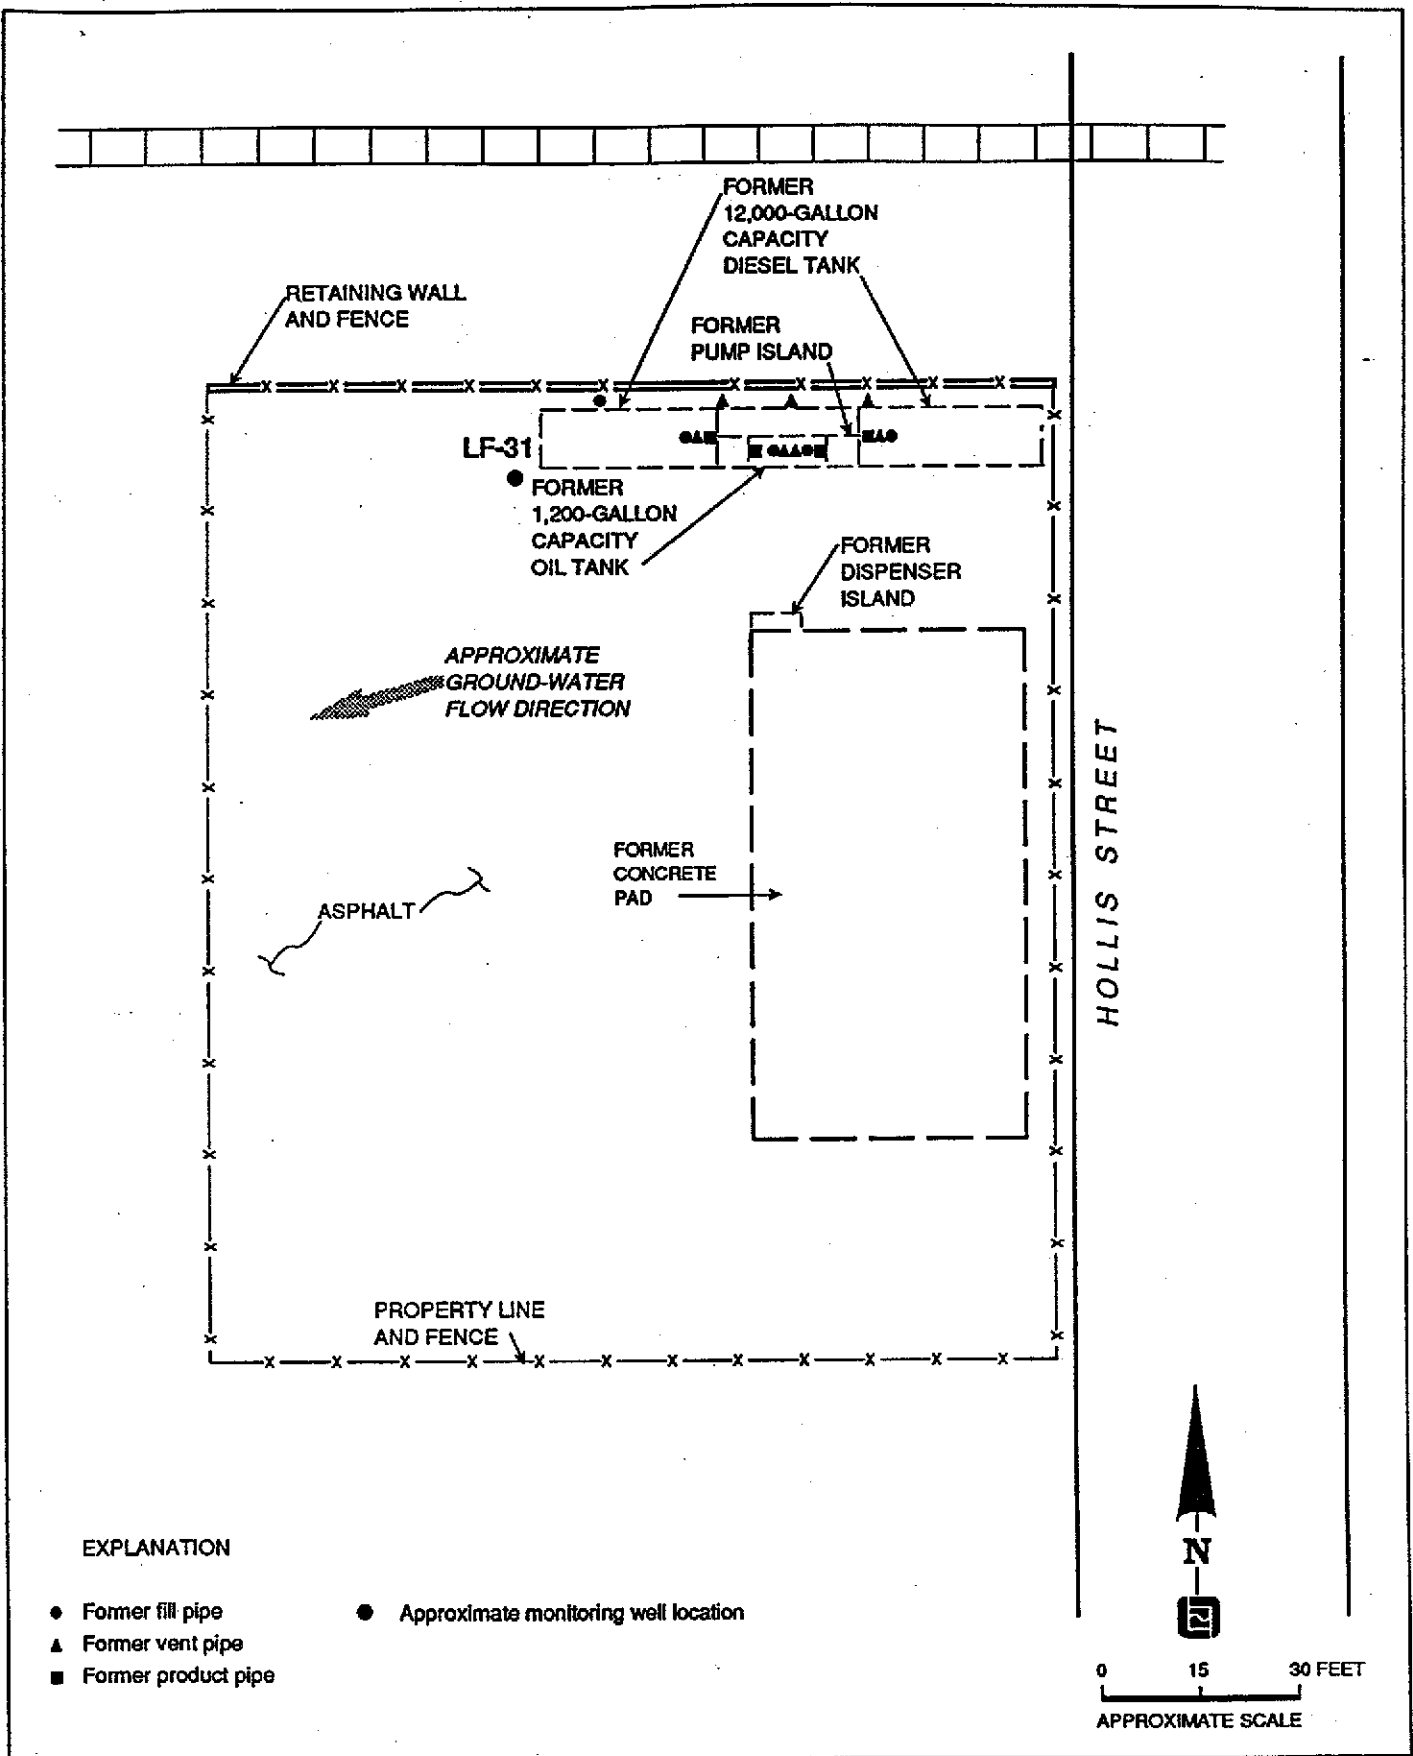 FORMER
12,000-GALLON
CAPACITY
DIESEL TANK
RETAINING WALL
AND FENCE
FORMER
PUMP ISLAND
LF-31
FORMER
1,200-GALLON
CAPACITY
OIL TANK
FORMER
DISPENSER
ISLAND
APPROXIMATE
GROUND-WATER
FLOW DIRECTION
HOLLIS STREET
FORMER
CONCRETE
PAD
ASPHALT
PROPERTY LINE
AND FENCE
N
EXPLANATION
Former fill pipe
Former vent pipe
Former product pipe
Approximate monitoring well location
0 15 30 FEET
APPROXIMATE SCALE